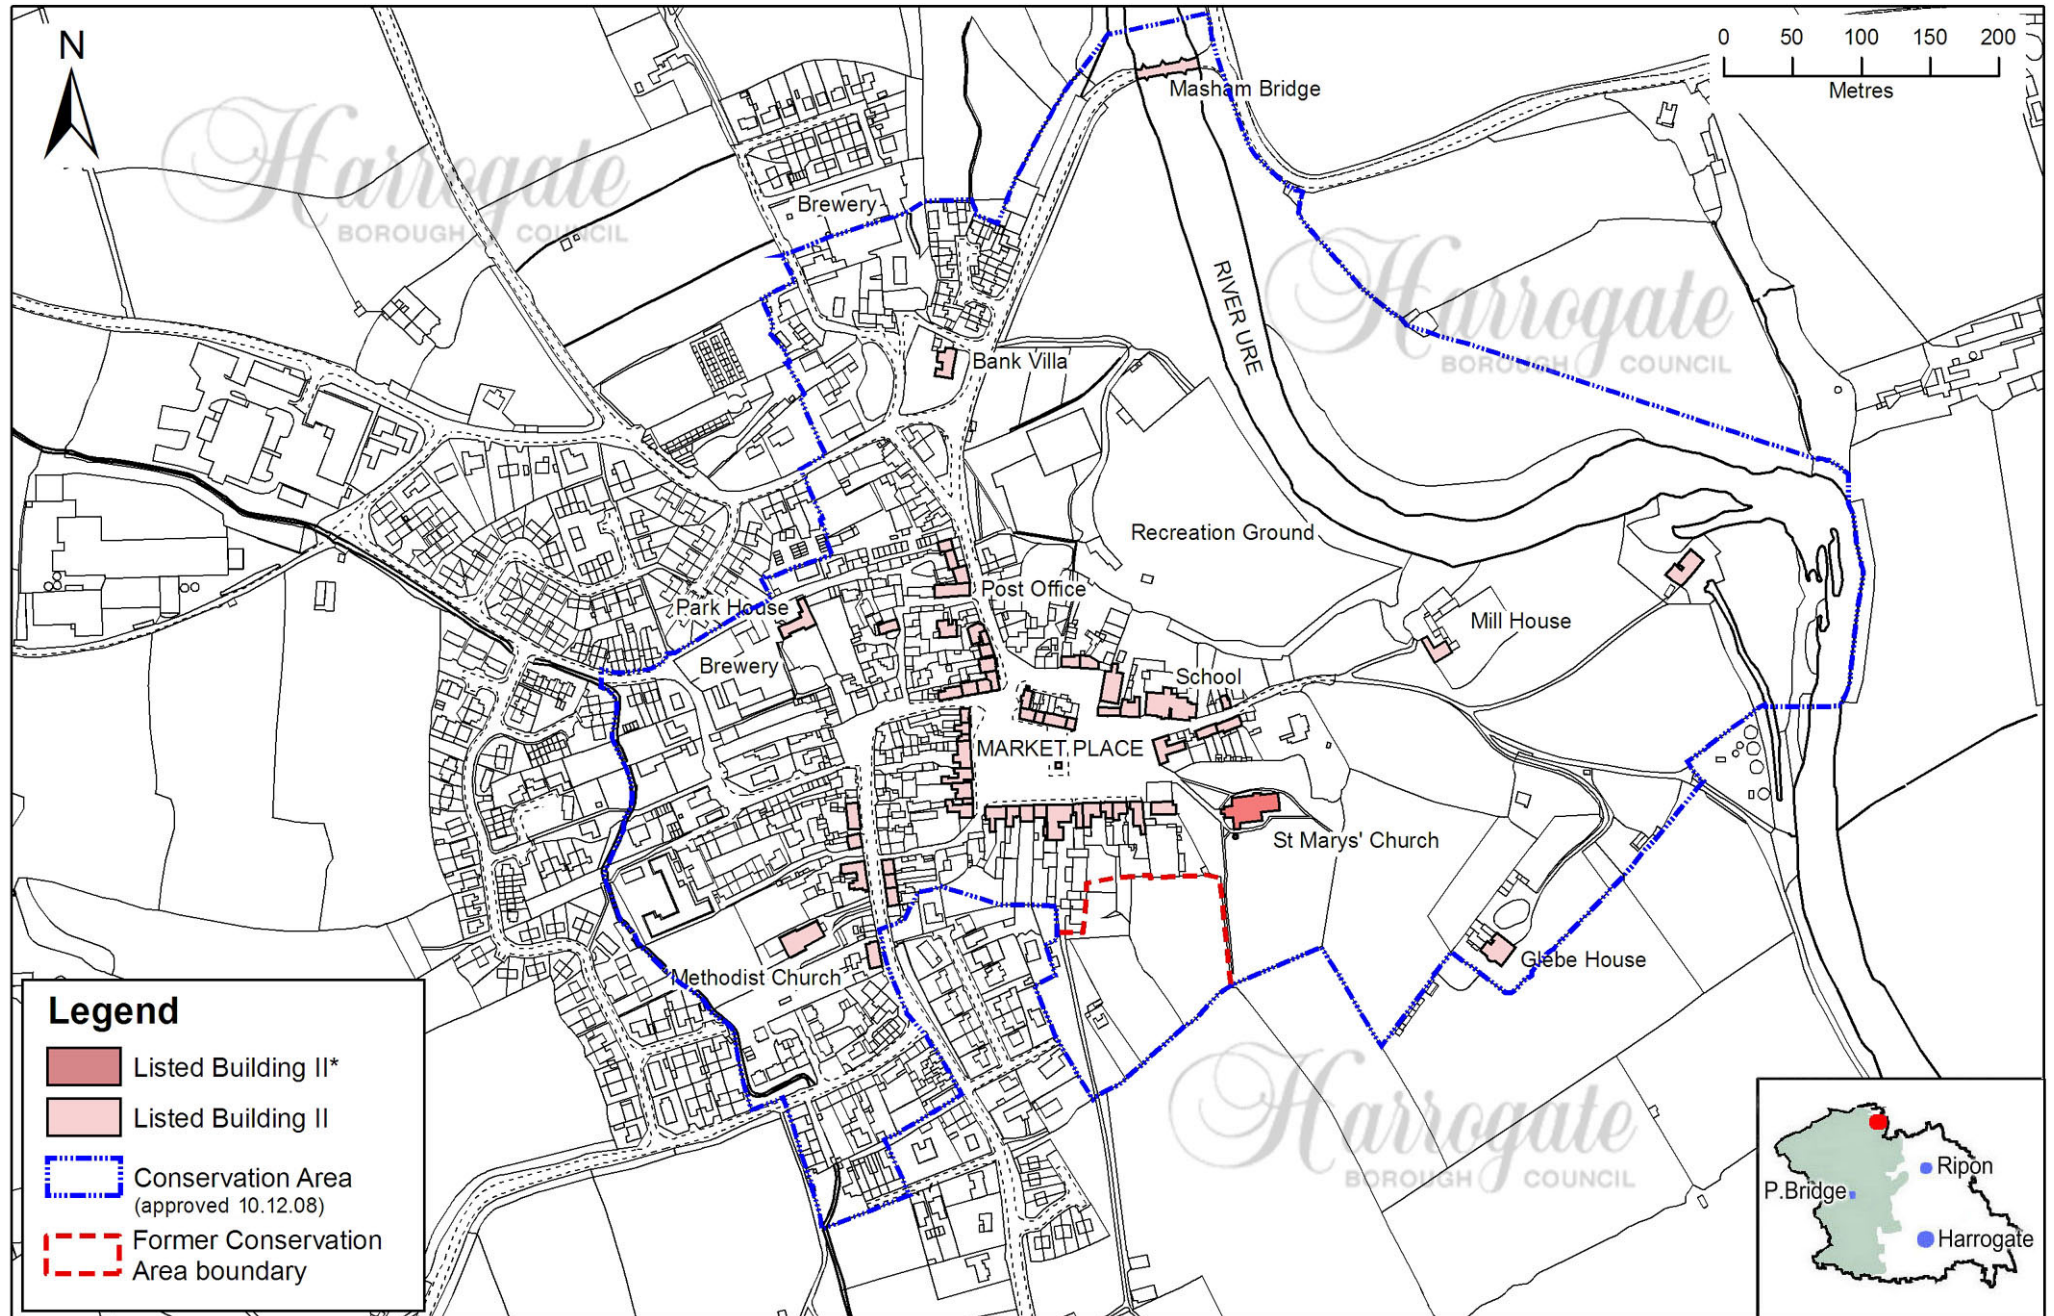 N
0 50 100 150 200
Metres
Masham Bridge
Harrogate
BOROUGH COUNCIL
Brewery
Harrogate
BOROUGH COUNCIL
RIVER URE
Bank Villa
Recreation Ground
Post Office
Park House
Mill House
Brewery
School
MARKET PLACE
St Marys' Church
Glebe House
Methodist Church
Harrogate
BOROUGH COUNCIL
Legend
Listed Building II*
Listed Building II
Conservation Area
(approved 10.12.08)
Former Conservation
Area boundary
Ripon
P.Bridge
Harrogate